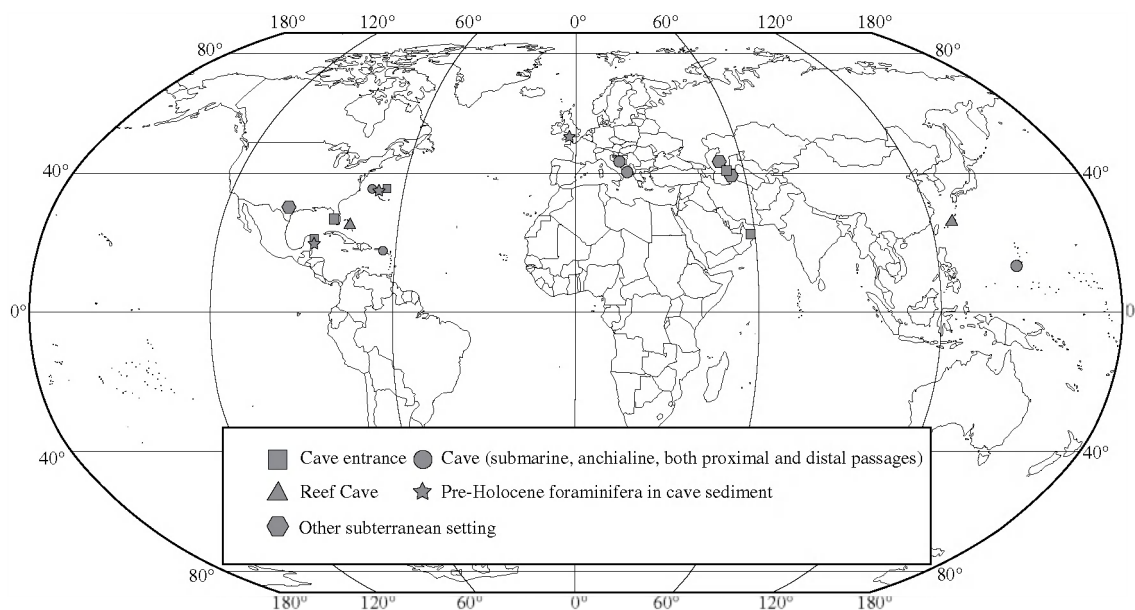 180° 120° 60° 0° 60° 120° 180°
80° 80°
40° 40°
0° 0
40° 40°
Cave entrance Cave (submarine, anchialine, both proximal and distal passages)
Reef Cave Pre-Holocene foraminifera in cave sediment
Other subterranean setting
80° 80°
180° 120° 60° 0° 60° 120° 180°